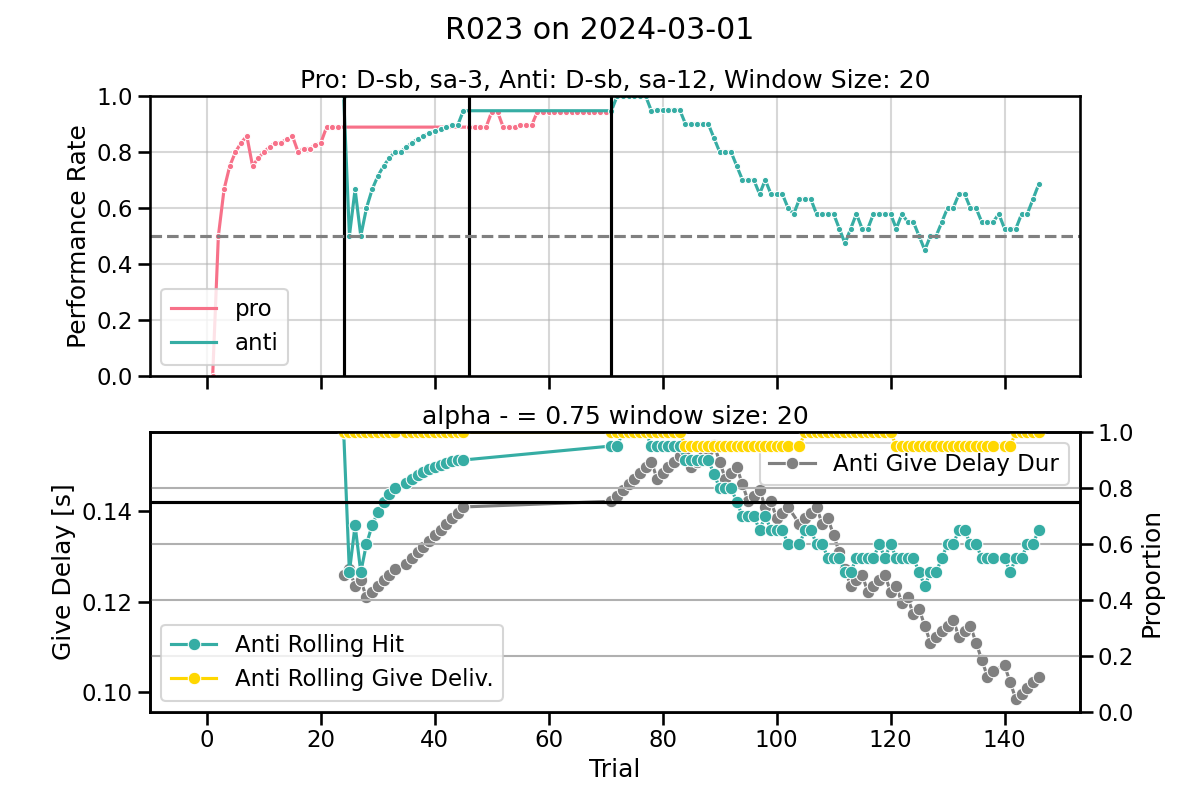 R023 on 2024-03-01
Pro: D-sb, sa-3, Anti: D-sb, sa-12, Window Size: 20
1.0
0.8
0.6
0.4
0.2
0.0
Performance Rate
pro
anti
alpha - = 0.75 window size: 20
0.14
0.12
0.10
Give Delay [s]
Anti Give Delay Dur
Anti Rolling Hit
Anti Rolling Give Deliv.
1.0
0.8
0.6
0.4
0.2
0.0
Proportion
0 20 40 60 80 100 120 140
Trial